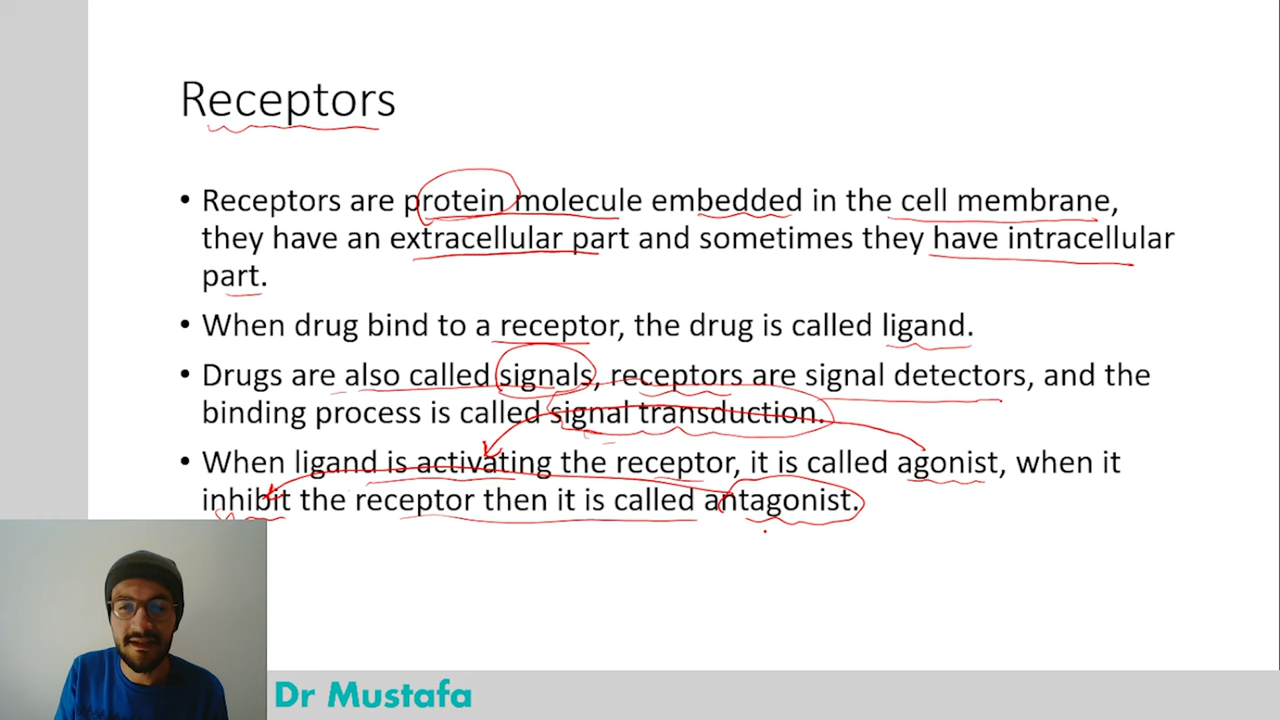 Receptors
• Receptors are protein molecule embedded in the cell membrane,
they have an extracellular part and sometimes they have intracellular
part.
• When drug bind to a receptor, the drug is called ligand.
• Drugs are also called signals, receptors are signal detectors, and the
binding process is called signal transduction.
• When ligand is activating the receptor, it is called agonist, when it
inhibit the receptor then it is called antagonist.
Dr Mustafa